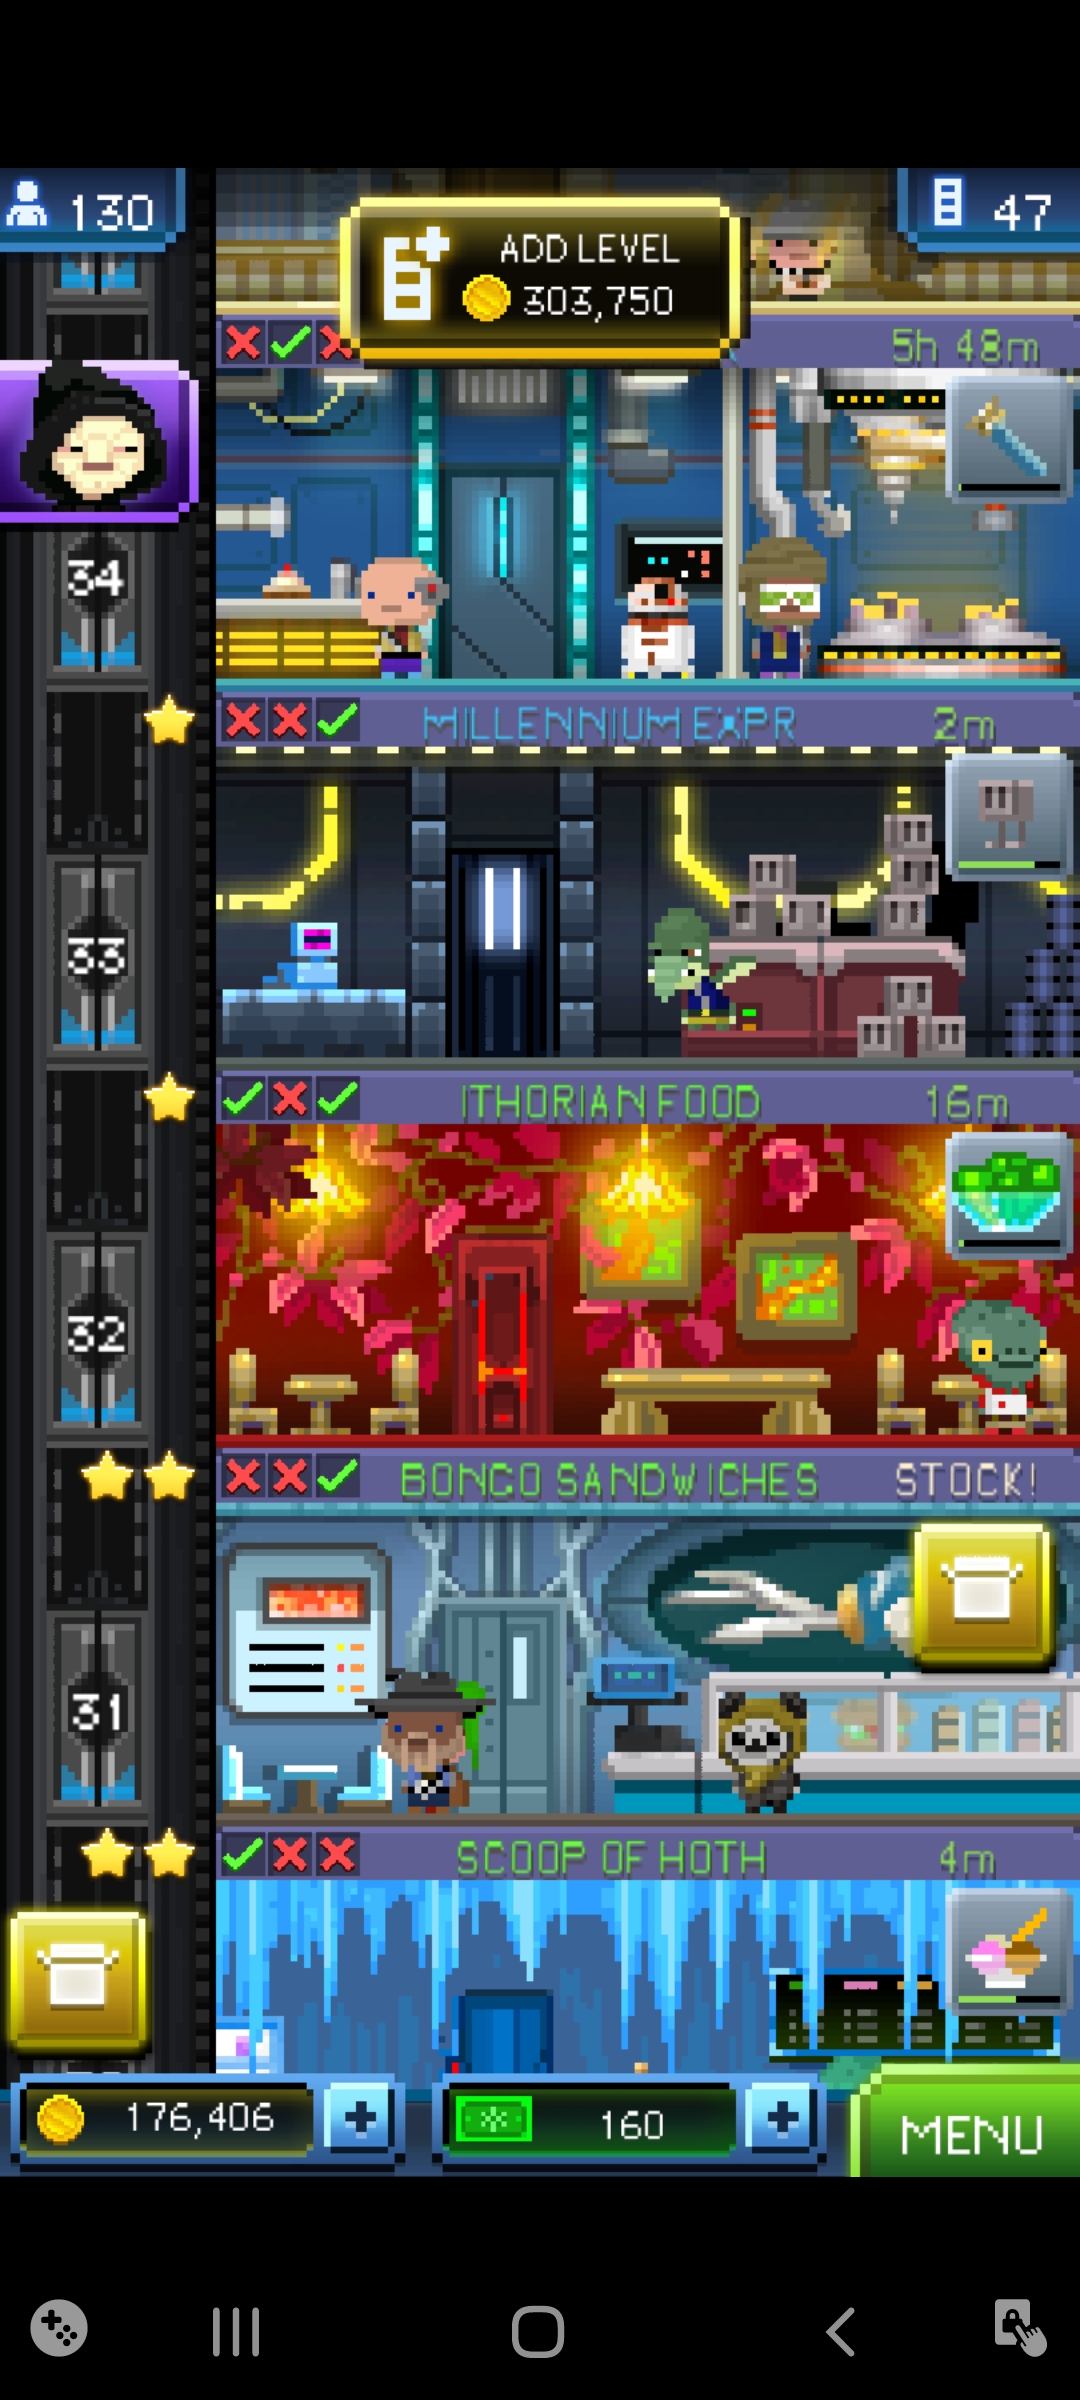 130
47
ADD LEVEL
303,750
5h 48m
34
MILLENNIUM EXPR
2m
33
ITHORIAN FOOD
16m
32
BONGO SANDWICHES
STOCK!
31
SCOOP OF HOTH
4m
176,406
160
MENU